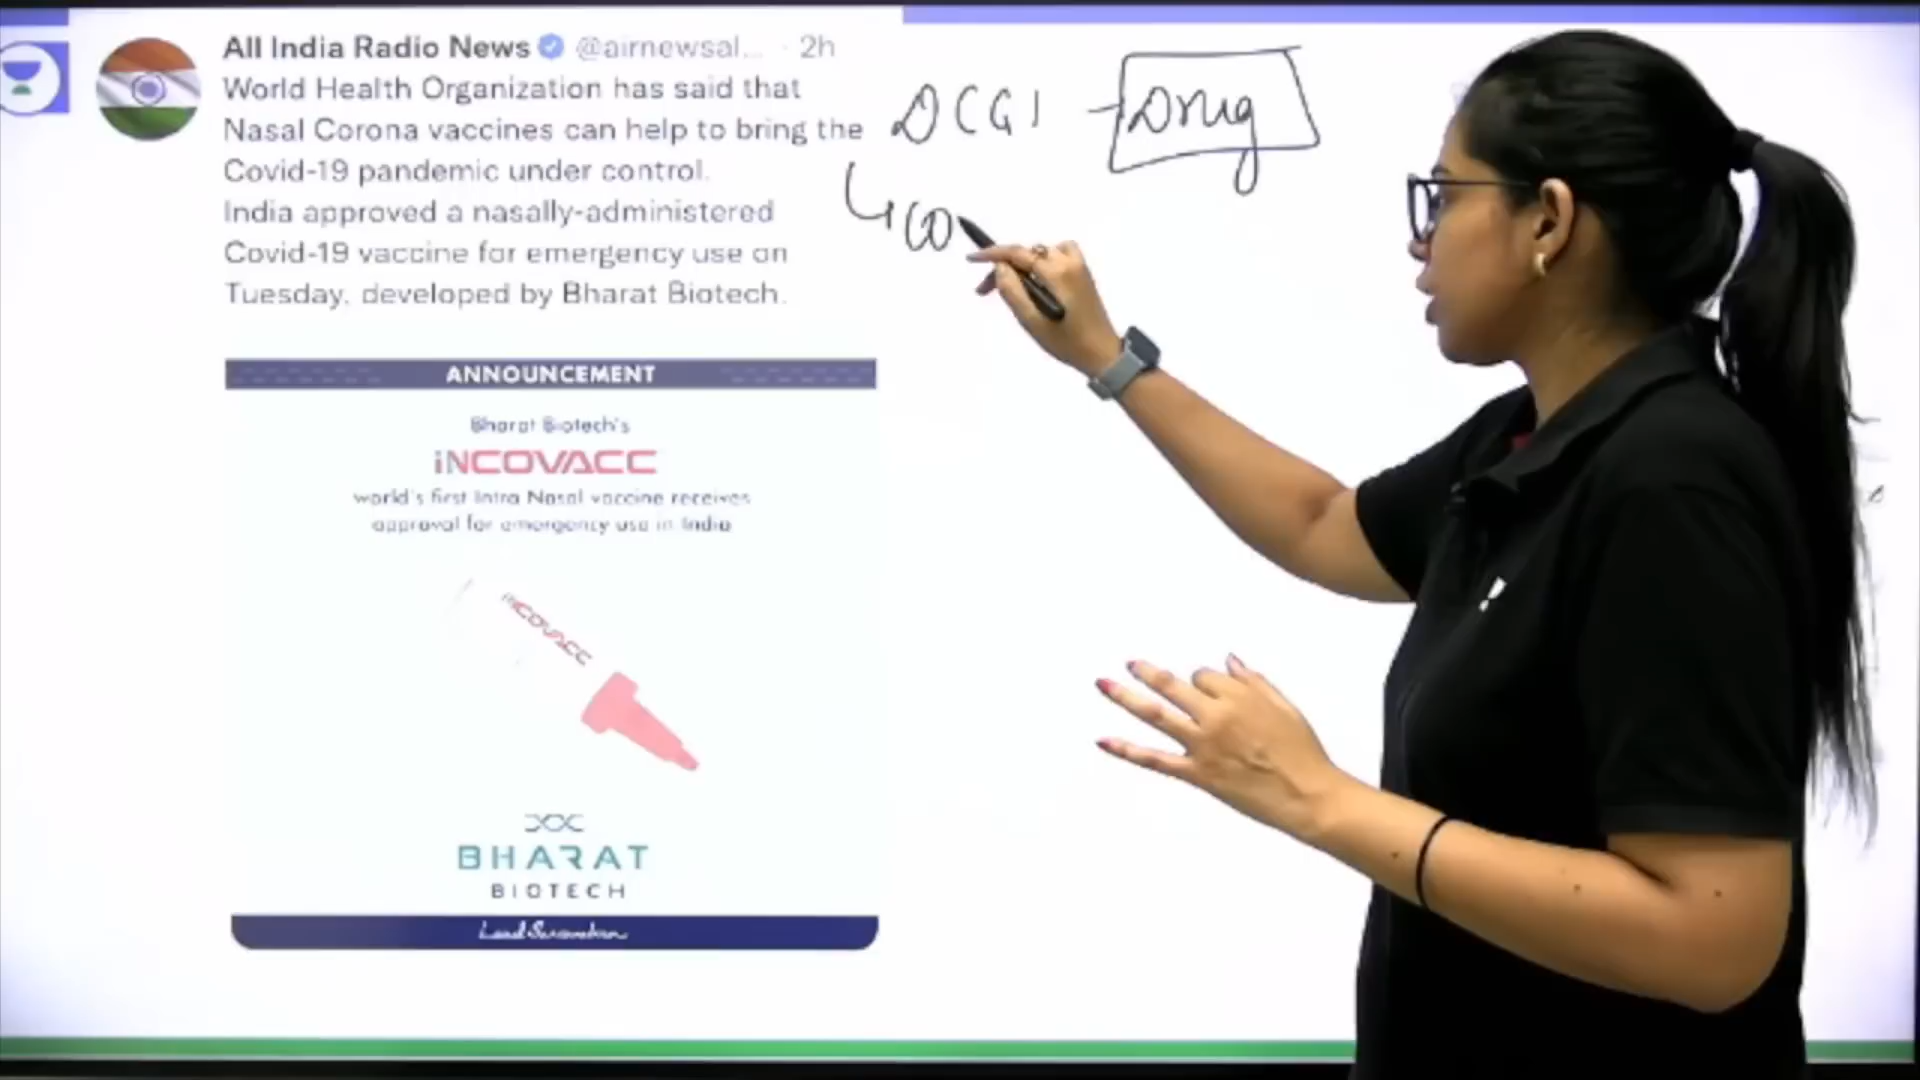 All India Radio News @airnewsal... · 2h
World Health Organization has said that
Nasal Corona vaccines can help to bring the
Covid-19 pandemic under control.
India approved a nasally-administered
Covid-19 vaccine for emergency use on
Tuesday, developed by Bharat Biotech.
DCGI - Drug
↳ CO
ANNOUNCEMENT
Bharat Biotech's
iNCOVACC
world's first Intra Nasal vaccine receives
approval for emergency use in India
iNCOVACC
BHARAT
BIOTECH